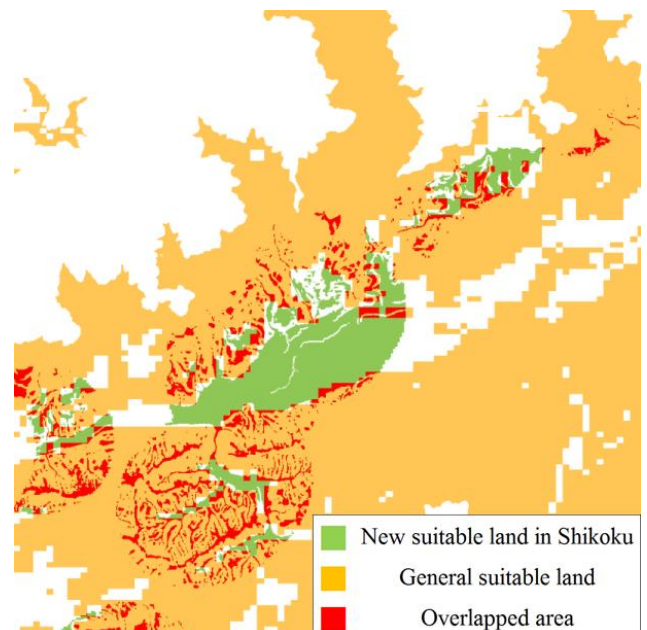 New suitable land in Shikoku
General suitable land
Overlapped area